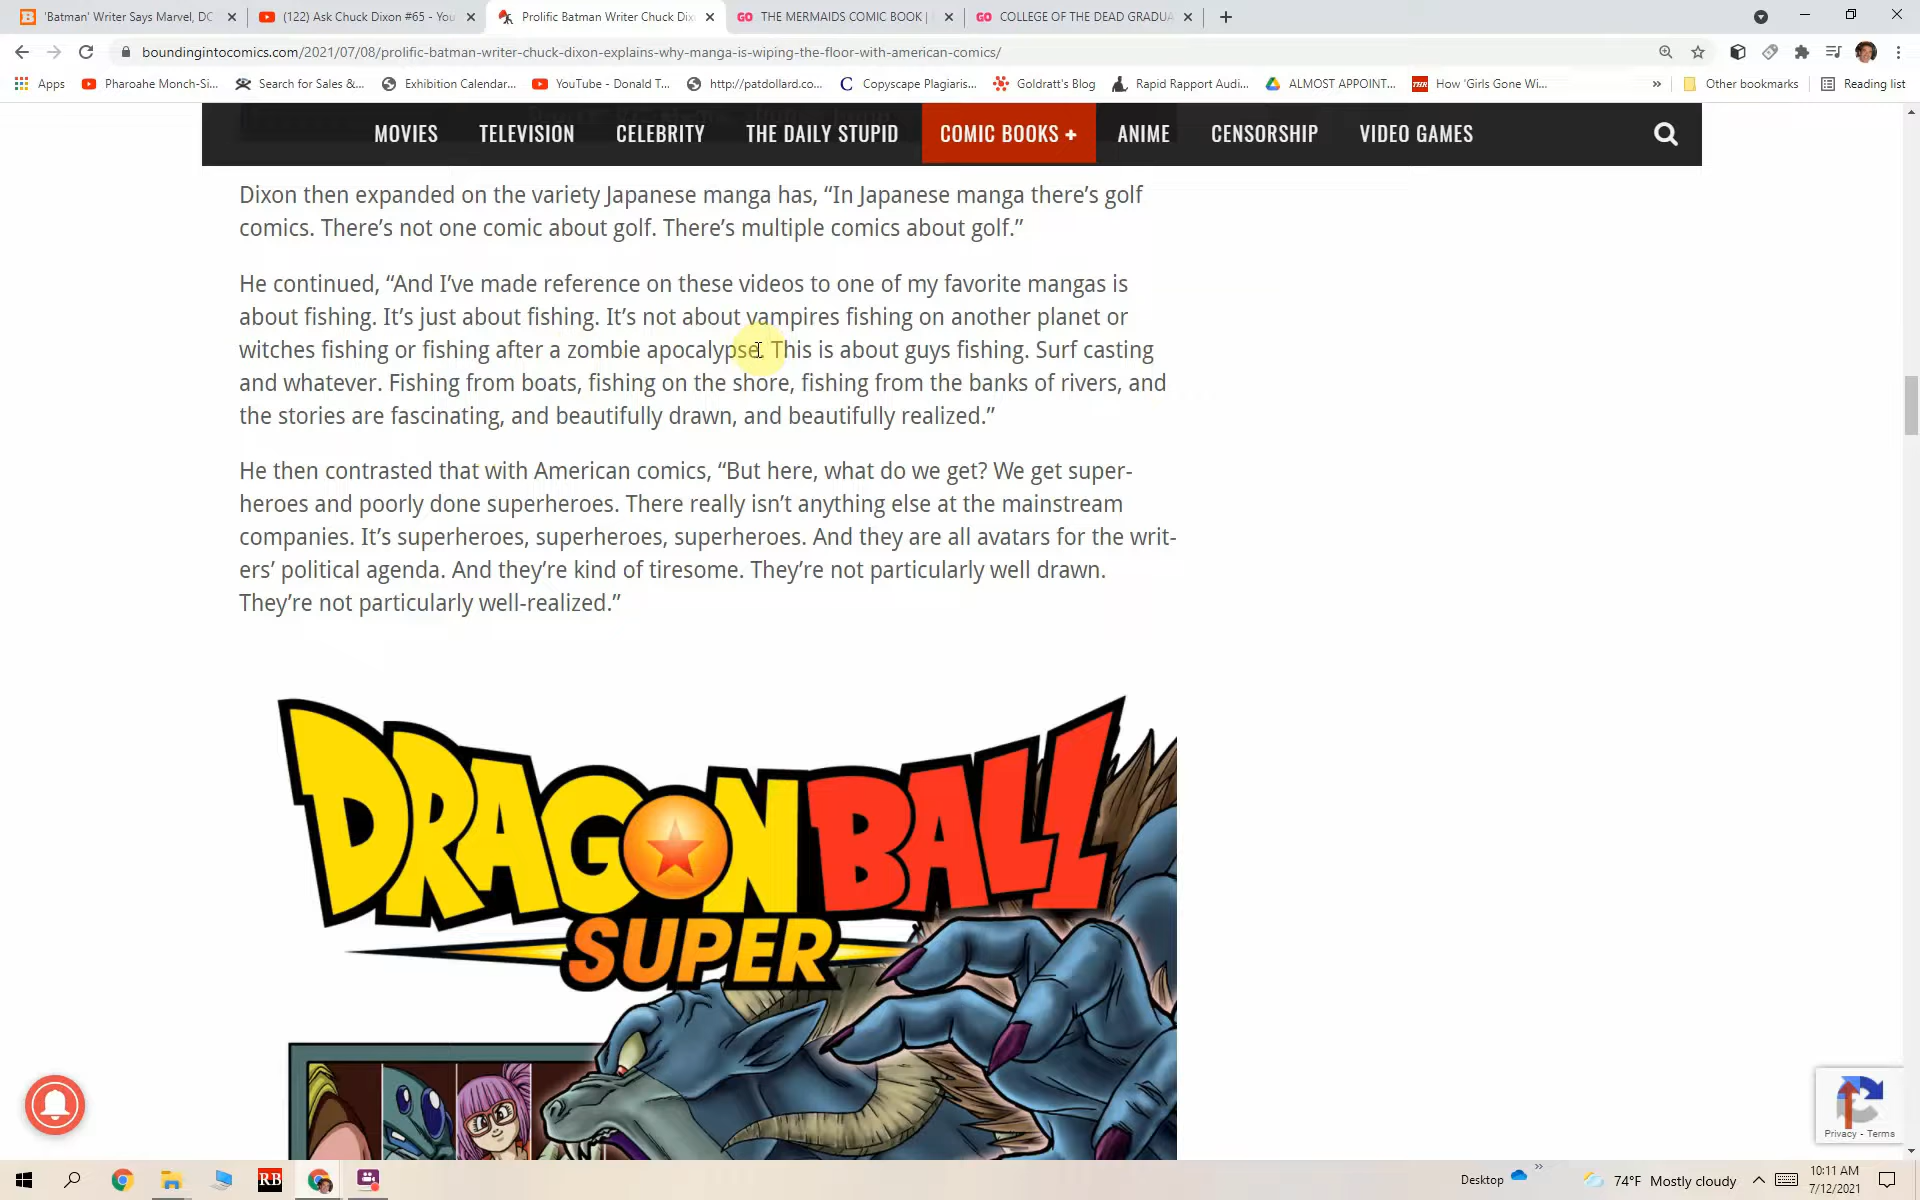 'Batman' Writer Says Marvel, DC
(122) Ask Chuck Dixon #65 - You
Prolific Batman Writer Chuck Dix
THE MERMAIDS COMIC BOOK |
COLLEGE OF THE DEAD GRADUA
boundingintocomics.com/2021/07/08/prolific-batman-writer-chuck-dixon-explains-why-manga-is-wiping-the-floor-with-american-comics/
Apps
Pharoahe Monch-Si...
Search for Sales &...
Exhibition Calendar...
YouTube - Donald T...
http://patdollard.co...
Copyscape Plagiaris...
Goldratt's Blog
Rapid Rapport Audi...
ALMOST APPOINT...
How 'Girls Gone Wi...
Other bookmarks
Reading list
MOVIES
TELEVISION
CELEBRITY
THE DAILY STUPID
COMIC BOOKS +
ANIME
CENSORSHIP
VIDEO GAMES
Dixon then expanded on the variety Japanese manga has, “In Japanese manga there’s golf
comics. There’s not one comic about golf. There’s multiple comics about golf.”
He continued, “And I’ve made reference on these videos to one of my favorite mangas is
about fishing. It’s just about fishing. It’s not about vampires fishing on another planet or
witches fishing or fishing after a zombie apocalypse. This is about guys fishing. Surf casting
and whatever. Fishing from boats, fishing on the shore, fishing from the banks of rivers, and
the stories are fascinating, and beautifully drawn, and beautifully realized.”
He then contrasted that with American comics, “But here, what do we get? We get super-
heroes and poorly done superheroes. There really isn’t anything else at the mainstream
companies. It’s superheroes, superheroes, superheroes. And they are all avatars for the writ-
ers’ political agenda. And they’re kind of tiresome. They’re not particularly well drawn.
They’re not particularly well-realized.”
DRAGON BALL
SUPER
Privacy - Terms
RB
Desktop
74°F Mostly cloudy
10:11 AM
7/12/2021